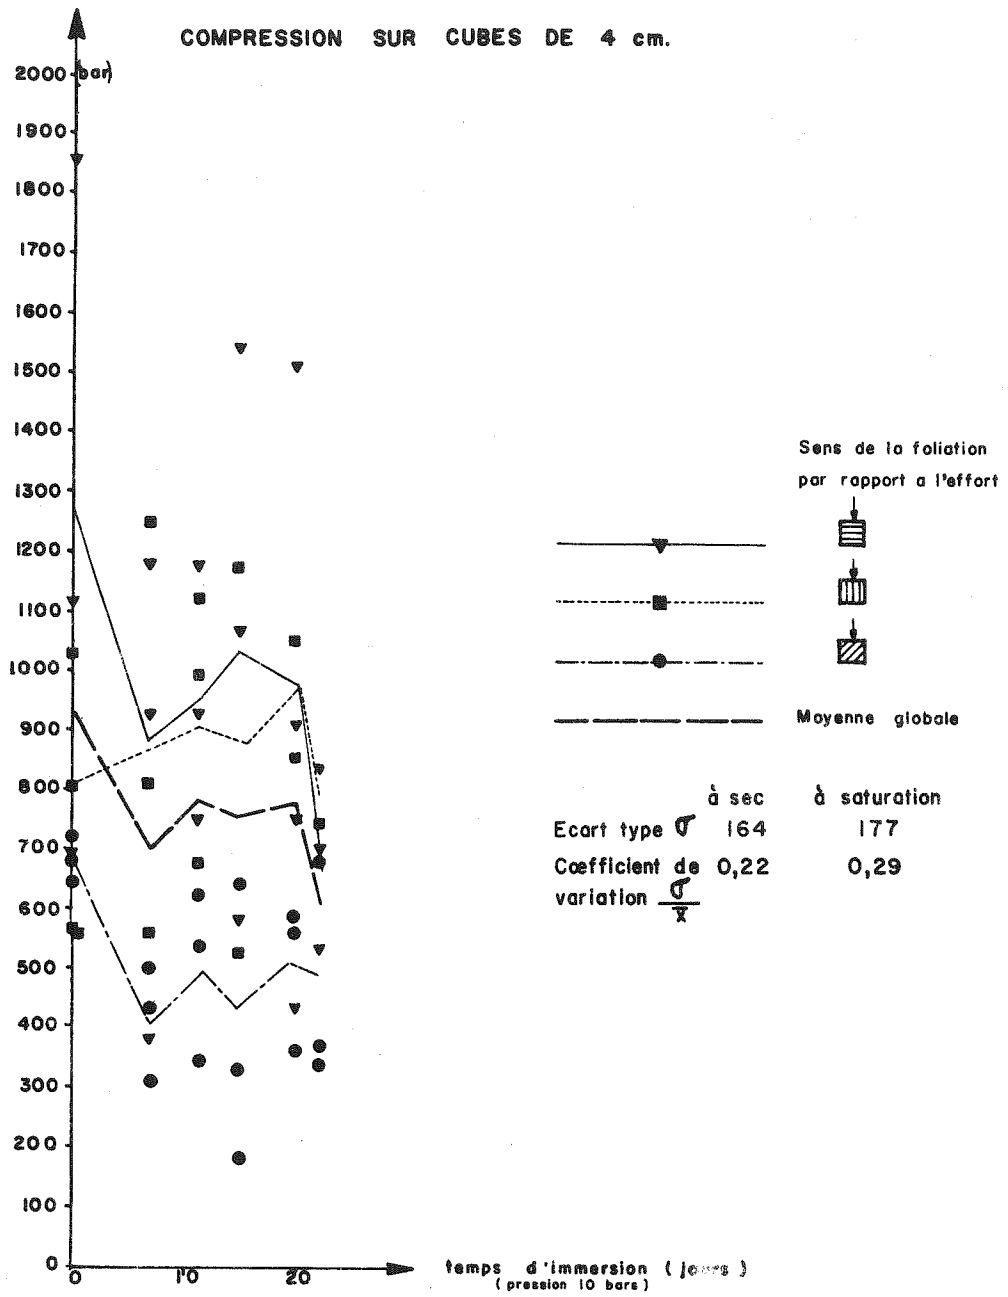 COMPRESSION SUR CUBES DE 4 cm.
2000 (bar)
1900
1800
1700
1600
1500
1400
1300
1200
1100
1000
900
800
700
600
500
400
300
200
100
0
0 10 20
temps d'immersion ( jours )
( pression 10 bars )
Sens de la foliation
par rapport a l'effort
Moyenne globale
à sec à saturation
Ecart type σ 164 177
Cœfficient de 0,22 0,29
variation σ
x̄